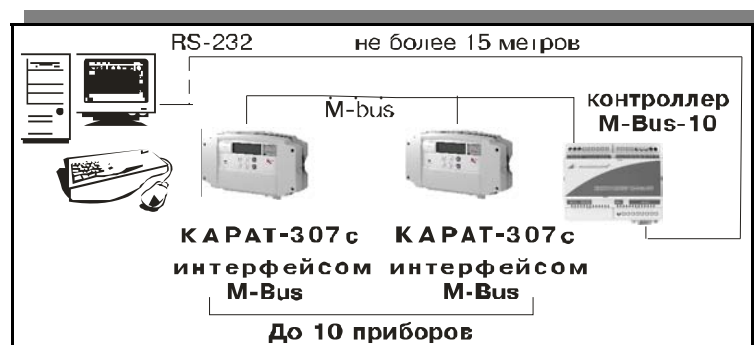 RS-232 не более 15 метров
M-bus
контроллер
M-Bus-10
КАРАТ-307с КАРАТ-307с
интерфейсом интерфейсом
M-Bus M-Bus
До 10 приборов